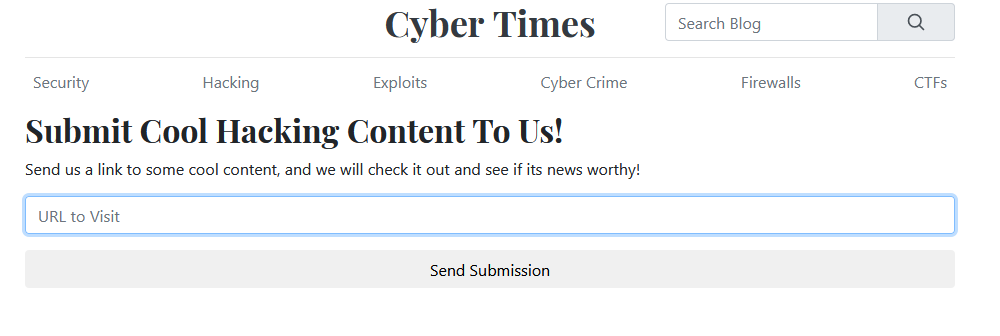 Cyber Times
Search Blog
Security Hacking Exploits Cyber Crime Firewalls CTFs
Submit Cool Hacking Content To Us!
Send us a link to some cool content, and we will check it out and see if its news worthy!
URL to Visit
Send Submission